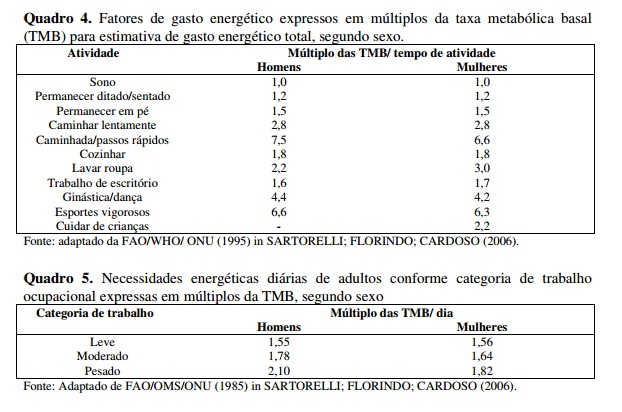 Quadro 4. Fatores de gasto energético expressos em múltiplos da taxa metabólica basal
(TMB) para estimativa de gasto energético total, segundo sexo.
Atividade Múltiplo das TMB/ tempo de atividade
Homens Mulheres
Sono 1,0 1,0
Permanecer ditado/sentado 1,2 1,2
Permanecer em pé 1,5 1,5
Caminhar lentamente 2,8 2,8
Caminhada/passos rápidos 7,5 6,6
Cozinhar 1,8 1,8
Lavar roupa 2,2 3,0
Trabalho de escritório 1,6 1,7
Ginástica/dança 4,4 4,2
Esportes vigorosos 6,6 6,3
Cuidar de crianças - 2,2
Fonte: adaptado da FAO/WHO/ ONU (1995) in SARTORELLI; FLORINDO; CARDOSO (2006).
Quadro 5. Necessidades energéticas diárias de adultos conforme categoria de trabalho
ocupacional expressas em múltiplos da TMB, segundo sexo
Categoria de trabalho Múltiplo das TMB/ dia
Homens Mulheres
Leve 1,55 1,56
Moderado 1,78 1,64
Pesado 2,10 1,82
Fonte: Adaptado de FAO/OMS/ONU (1985) in SARTORELLI; FLORINDO; CARDOSO (2006).